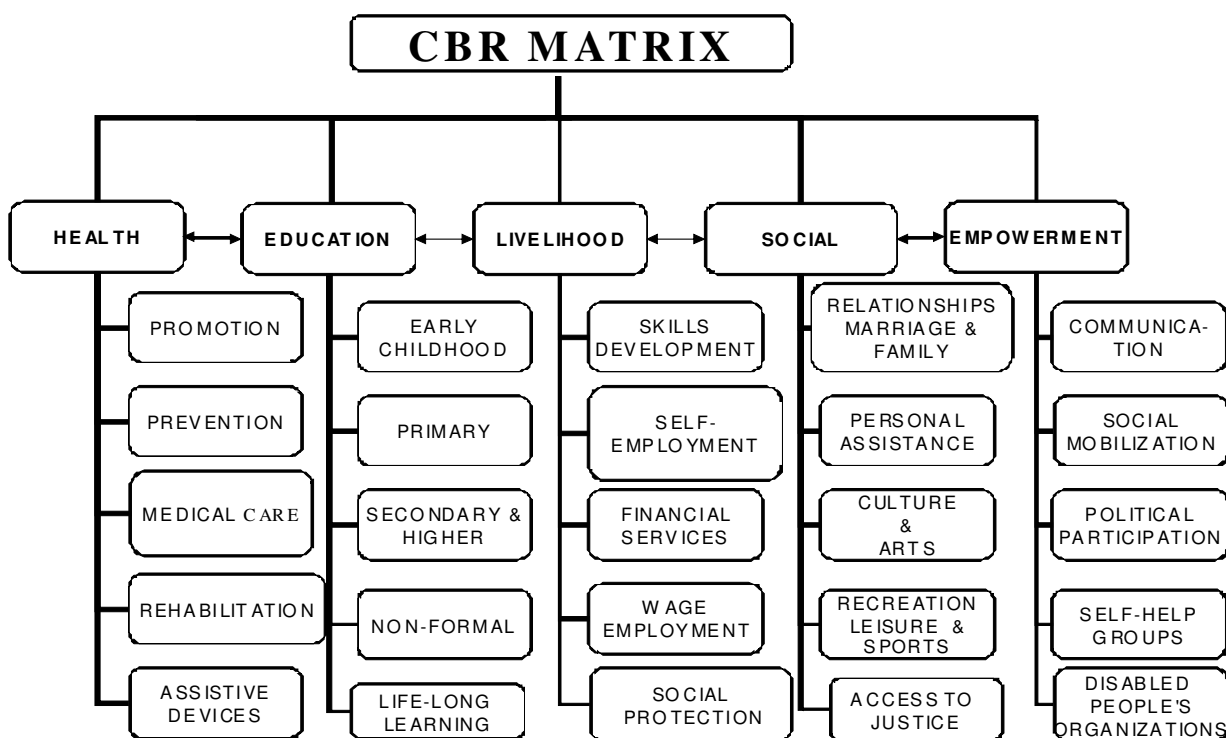 CBR MATRIX
HEALTH
EDUCATION
LIVELIHOOD
SOCIAL
EMPOWERMENT
PROMOTION
PREVENTION
MEDICAL CARE
REHABILITATION
ASSISTIVE
DEVICES
EARLY
CHILDHOOD
PRIMARY
SECONDARY &
HIGHER
NON-FORMAL
LIFE-LONG
LEARNING
SKILLS
DEVELOPMENT
SELF-
EMPLOYMENT
FINANCIAL
SERVICES
WAGE
EMPLOYMENT
SOCIAL
PROTECTION
RELATIONSHIPS
MARRIAGE &
FAMILY
PERSONAL
ASSISTANCE
CULTURE
&
ARTS
RECREATION
LEISURE &
SPORTS
ACCESS TO
JUSTICE
COMMUNICA-
TION
SOCIAL
MOBILIZATION
POLITICAL
PARTICIPATION
SELF-HELP
GROUPS
DISABLED
PEOPLE'S
ORGANIZATIONS